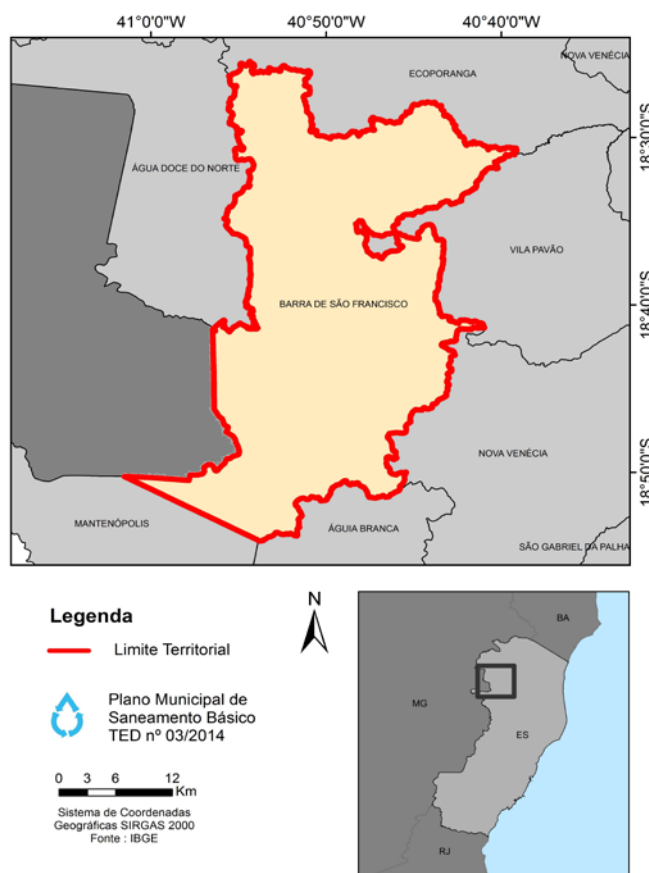 41°0'0"W
40°50'0"W
40°40'0"W
NOVA VENÉCIA
ECOPORANGA
18°30'0"S
ÁGUA DOCE DO NORTE
VILA PAVÃO
BARRA DE SÃO FRANCISCO
18°40'0"S
NOVA VENÉCIA
18°50'0"S
MANTENÓPOLIS
ÁGUIA BRANCA
SÃO GABRIEL DA PALHA
Legenda
Limite Territorial
Plano Municipal de
Saneamento Básico
TED nº 03/2014
0 3 6 12
Km
Sistema de Coordenadas
Geográficas SIRGAS 2000
Fonte : IBGE
N
BA
MG
ES
RJ